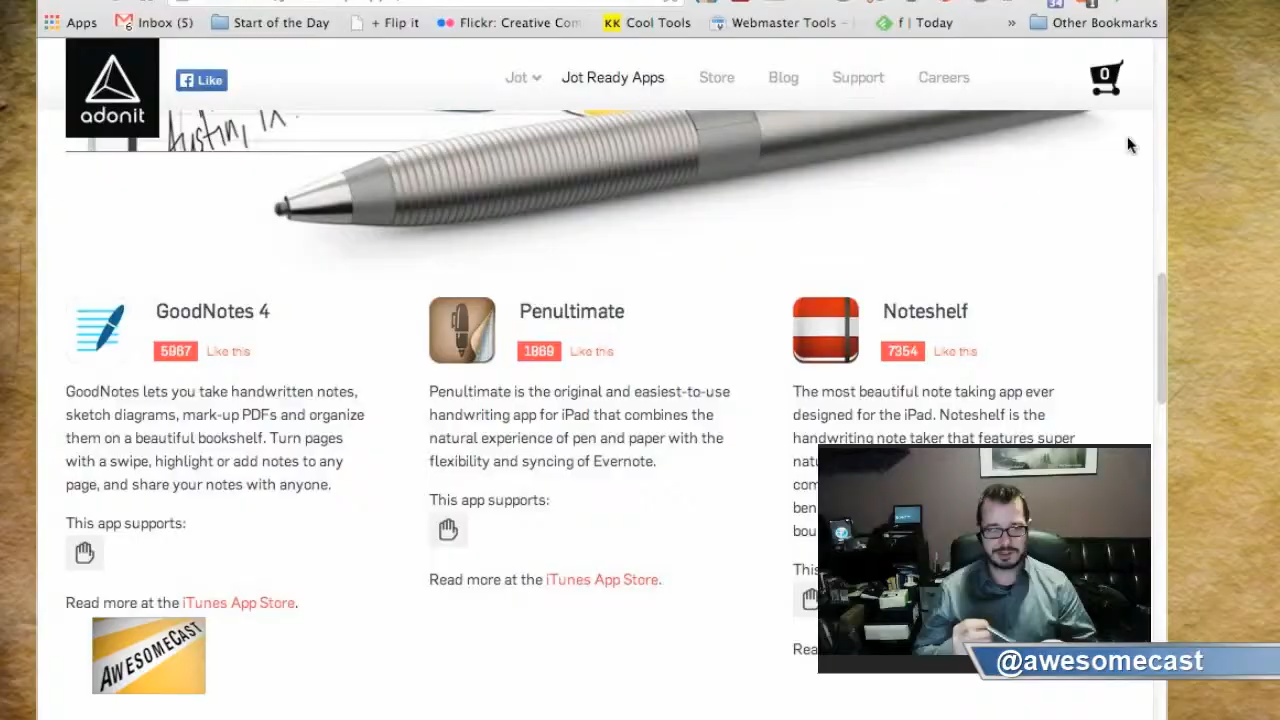 Apps
Inbox (5)
Start of the Day
+ Flip it
Flickr: Creative Com
KK Cool Tools
Webmaster Tools –
f | Today
»
Other Bookmarks
adonit
Like
Jot
Jot Ready Apps
Store
Blog
Support
Careers
0
Austin, TX.
GoodNotes 4
5967 Like this
GoodNotes lets you take handwritten notes,
sketch diagrams, mark-up PDFs and organize
them on a beautiful bookshelf. Turn pages
with a swipe, highlight or add notes to any
page, and share your notes with anyone.
This app supports:
Read more at the iTunes App Store.
Penultimate
1869 Like this
Penultimate is the original and easiest-to-use
handwriting app for iPad that combines the
natural experience of pen and paper with the
flexibility and syncing of Evernote.
This app supports:
Read more at the iTunes App Store.
Noteshelf
7354 Like this
The most beautiful note taking app ever
designed for the iPad. Noteshelf is the
handwriting note taker that features super
AWESOMECAST
@awesomecast